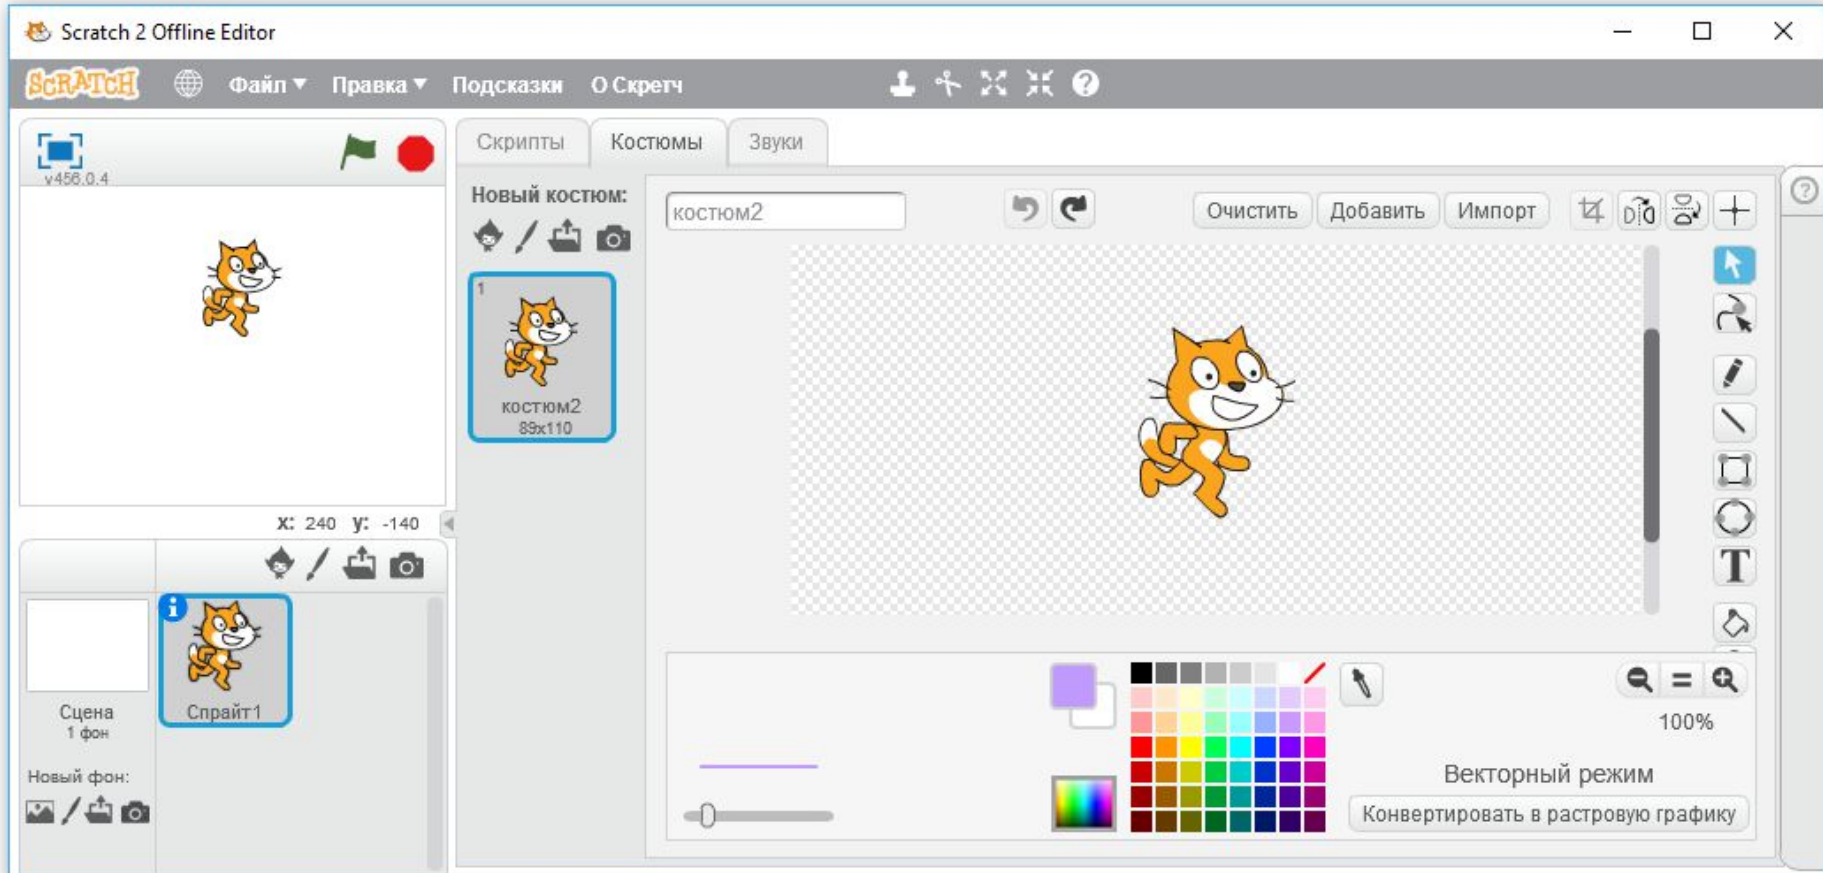 Scratch 2 Offline Editor
SCRATCH Файл Правка Подсказки О Скретч
v456.0.4
X: 240 y: -140
Сцена
1 фон
Новый фон:
Спрайт1
Скрипты Костюмы Звуки
Новый костюм:
1
костюм2
89x110
костюм2
Очистить Добавить Импорт
T
100%
Векторный режим
Конвертировать в растровую графику